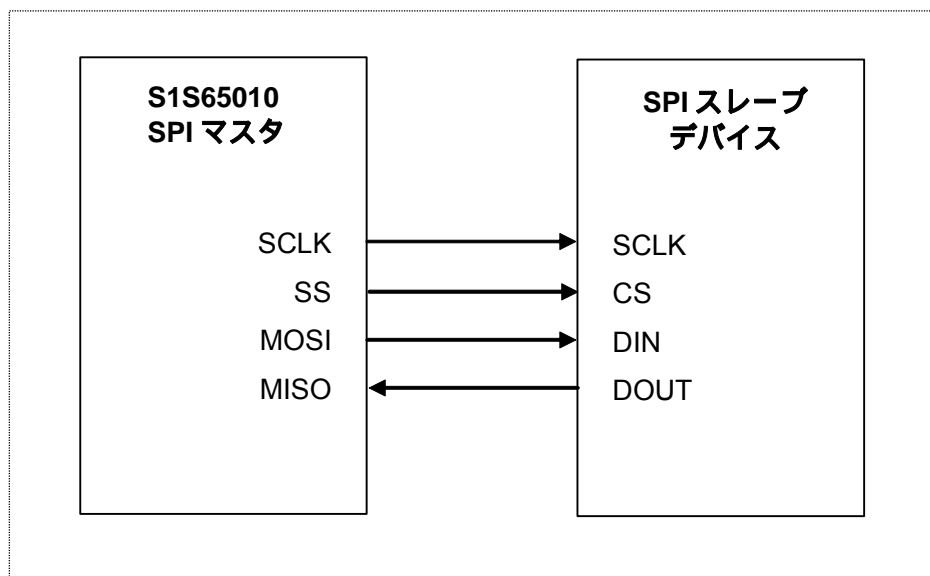 S1S65010
SPI マスタ
SPI スレーブ
デバイス
SCLK
SS
MOSI
MISO
SCLK
CS
DIN
DOUT